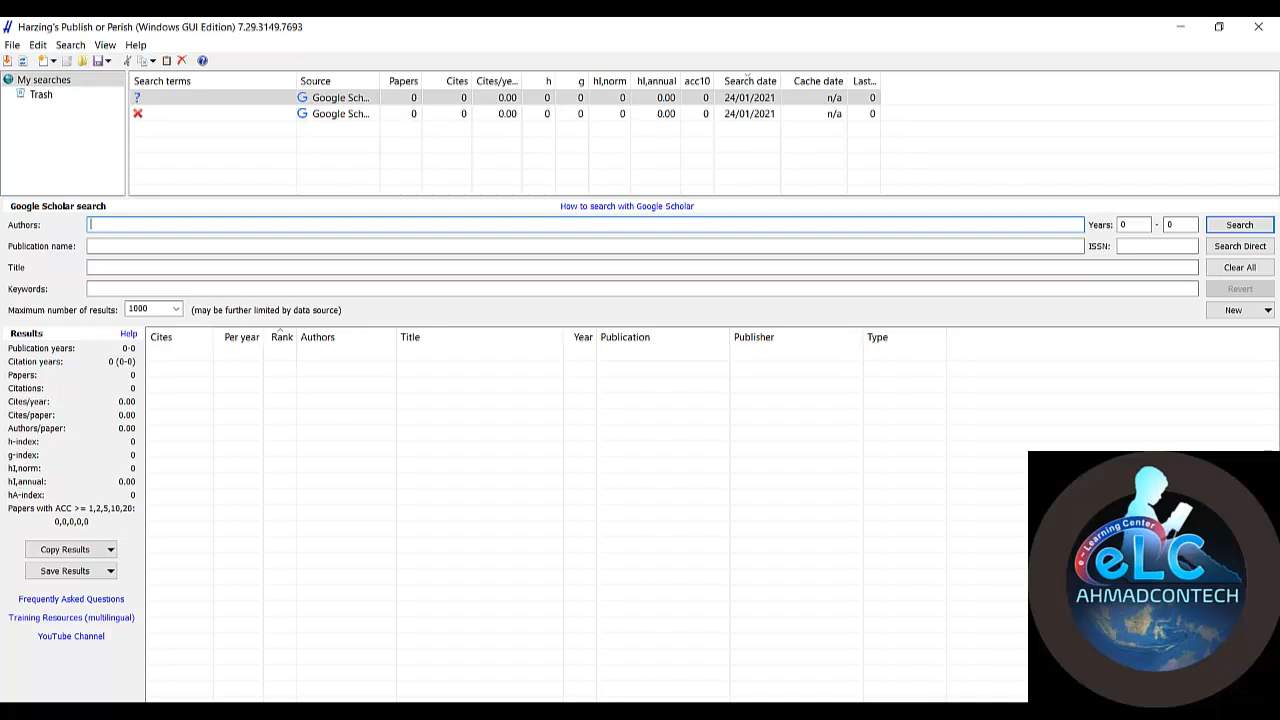 Harzing's Publish or Perish (Windows GUI Edition) 7.29.3149.7693
File Edit Search View Help
My searches
Trash
Search terms Source Papers Cites Cites/ye... h g hI,norm hI,annual acc10 Search date Cache date Last...
? Google Sch... 0 0 0.00 0 0 0 0.00 0 24/01/2021 n/a 0
Google Sch... 0 0 0.00 0 0 0 0.00 0 24/01/2021 n/a 0
Google Scholar search How to search with Google Scholar
Authors: Years: 0 - 0 Search
Publication name: ISSN: Search Direct
Title Clear All
Keywords: Revert
Maximum number of results: 1000 (may be further limited by data source) New
Results Help
Cites Per year Rank Authors Title Year Publication Publisher Type
Publication years: 0-0
Citation years: 0 (0-0)
Papers: 0
Citations: 0
Cites/year: 0.00
Cites/paper: 0.00
Authors/paper: 0.00
h-index: 0
g-index: 0
hI,norm: 0
hI,annual: 0.00
hA-index: 0
Papers with ACC >= 1,2,5,10,20:
0,0,0,0,0
Copy Results
Save Results
Frequently Asked Questions
Training Resources (multilingual)
YouTube Channel
e-Learning Center
eLC
AHMADCONTECH